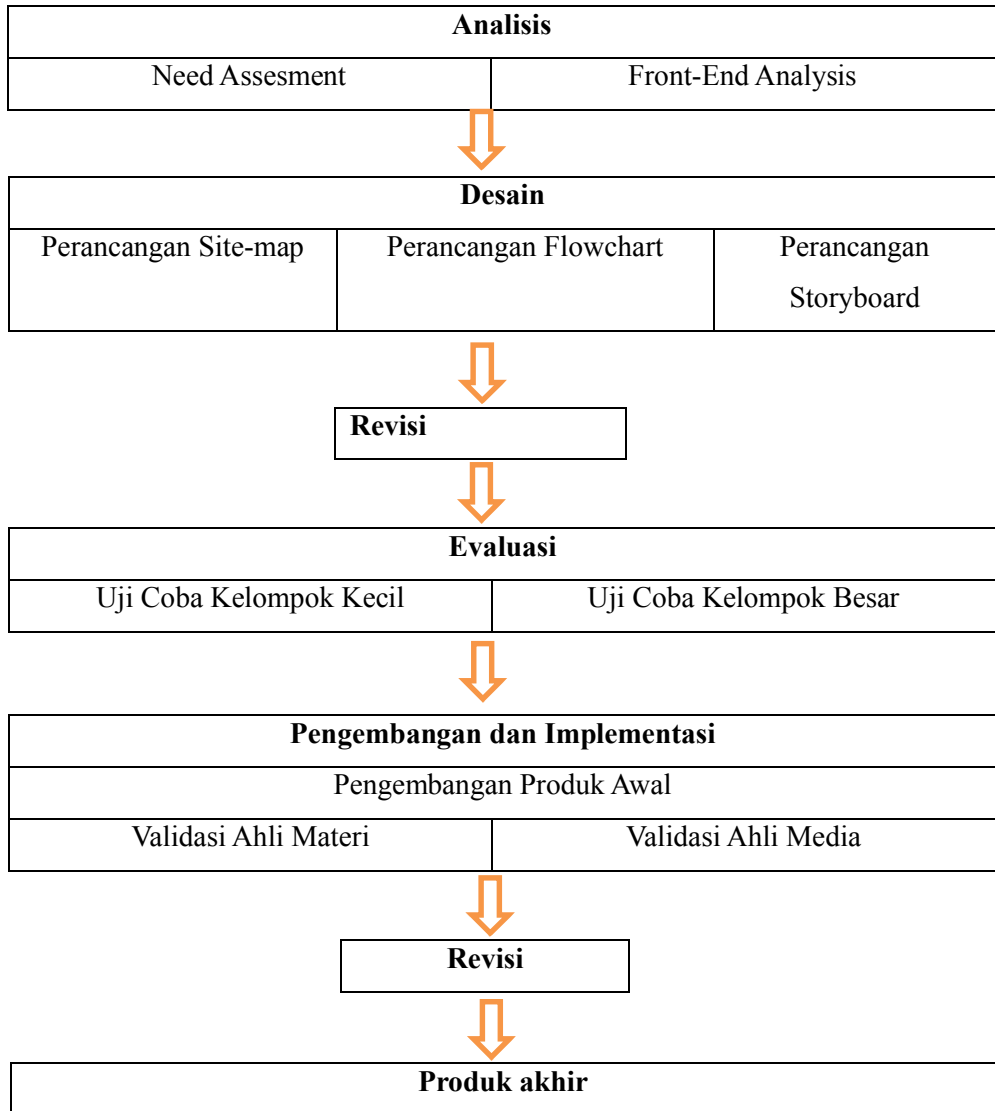 Analisis
Need Assesment
Front-End Analysis
Desain
Perancangan Site-map
Perancangan Flowchart
Perancangan
Storyboard
Revisi
Evaluasi
Uji Coba Kelompok Kecil
Uji Coba Kelompok Besar
Pengembangan dan Implementasi
Pengembangan Produk Awal
Validasi Ahli Materi
Validasi Ahli Media
Revisi
Produk akhir